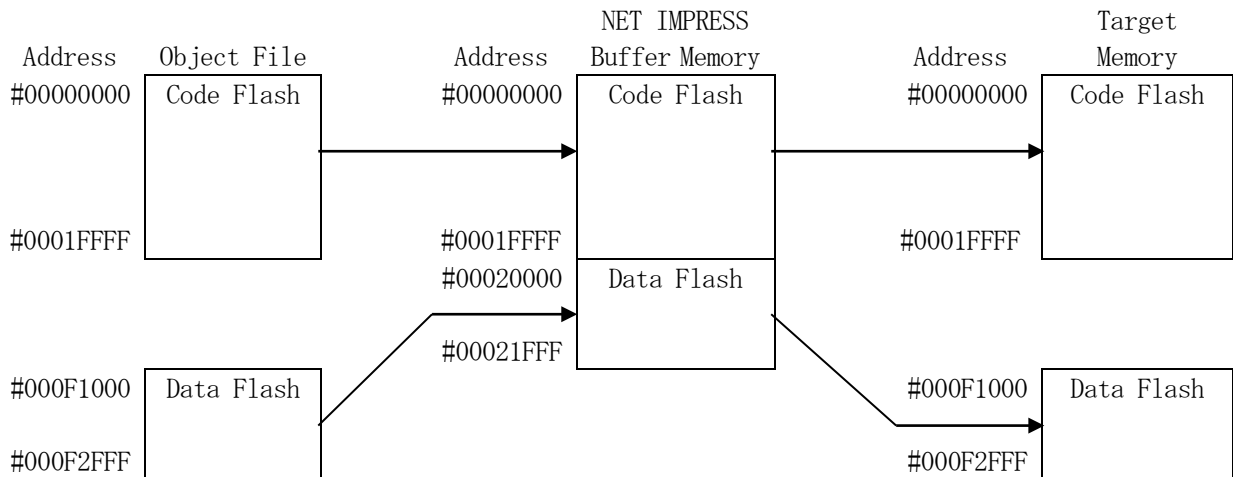 NET IMPRESS Target
Address Object File Address Buffer Memory Address Memory
#00000000 Code Flash #00000000 Code Flash #00000000 Code Flash
#0001FFFF #0001FFFF #0001FFFF
#00020000 Data Flash
#00021FFF
#000F1000 Data Flash #000F1000 Data Flash
#000F2FFF #000F2FFF